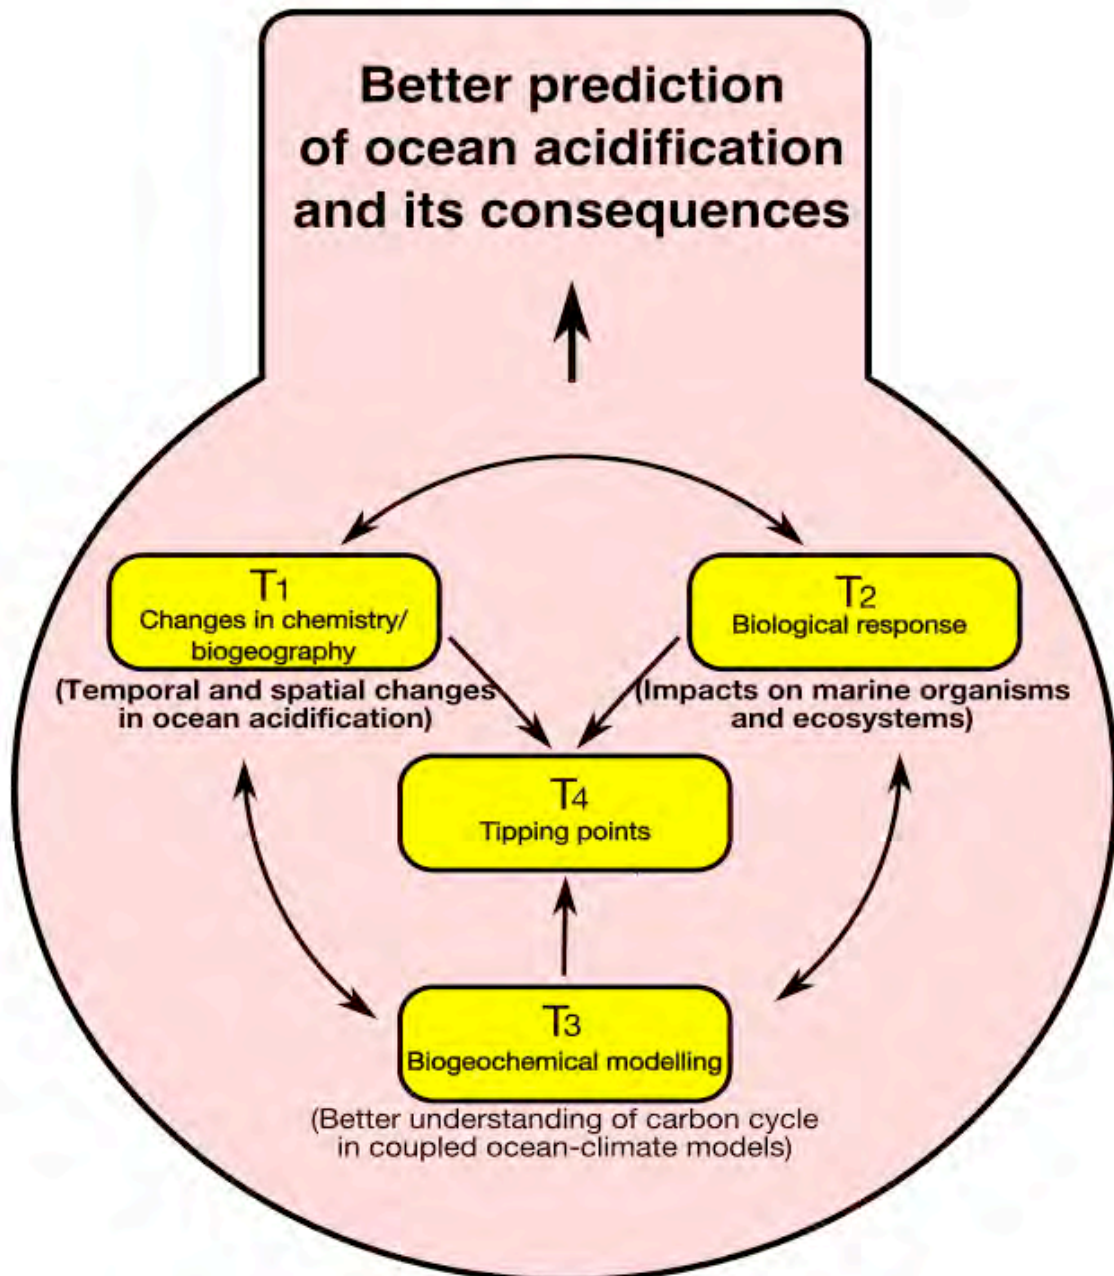 Better prediction
of ocean acidification
and its consequences
T1
Changes in chemistry/
biogeography
(Temporal and spatial changes
in ocean acidification)
T2
Biological response
(Impacts on marine organisms
and ecosystems)
T4
Tipping points
T3
Biogeochemical modelling
(Better understanding of carbon cycle
in coupled ocean-climate models)